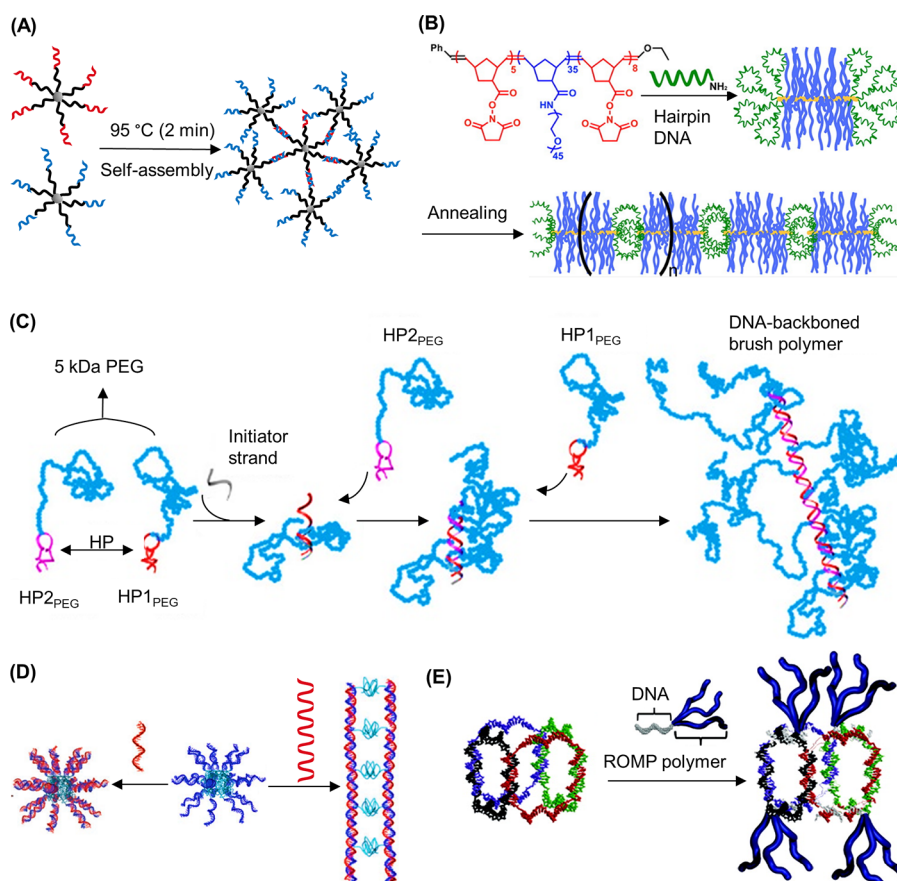 (A)
95 °C (2 min)
Self-assembly
(B)
Ph
5
35
8
O
O
O
N
O
O
HN
O
O
45
O
O
O
N
O
O
NH₂
Hairpin
DNA
Annealing
n
(C)
5 kDa PEG
HP
HP2PEG
HP1PEG
Initiator
strand
HP2PEG
HP1PEG
DNA-backboned
brush polymer
(D)
(E)
DNA
ROMP polymer